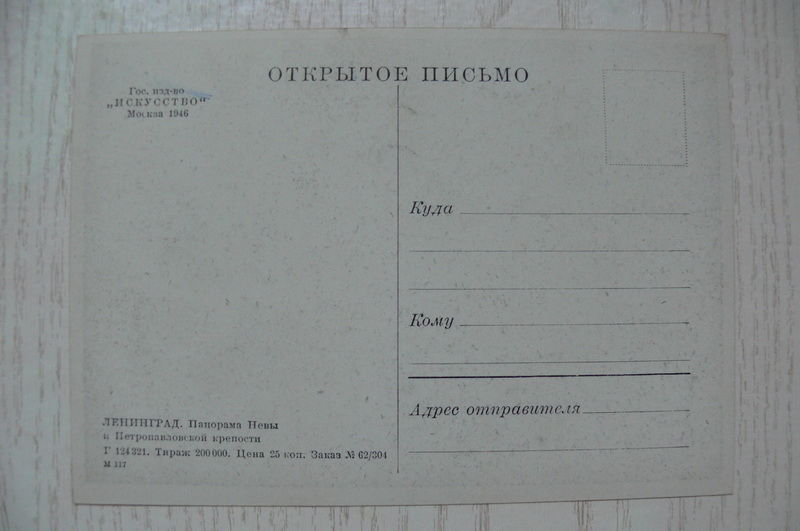 ОТКРЫТОЕ ПИСЬМО
Гос. изд-во
„ИСКУССТВО“
Москва 1946
Куда
Кому
Адрес отправителя
ЛЕНИНГРАД. Панорама Невы
и Петропавловской крепости
Г 124321. Тираж 200000. Цена 25 коп. Заказ № 62/304
М 317